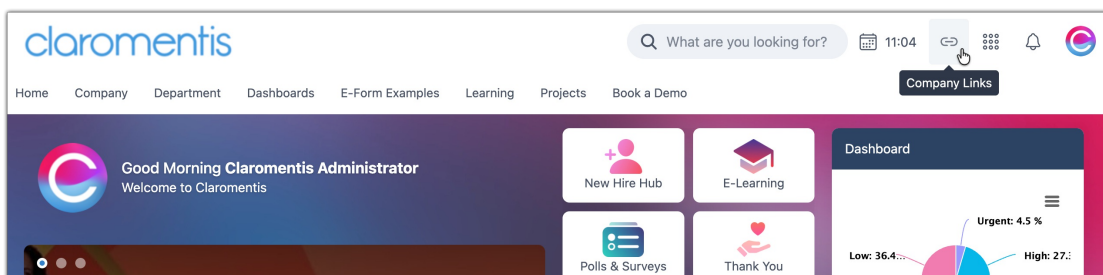 claromentis
What are you looking for?
11:04
Company Links
Home Company Department Dashboards E-Form Examples Learning Projects Book a Demo
Good Morning Claromentis Administrator
Welcome to Claromentis
New Hire Hub
E-Learning
Polls & Surveys
Thank You
Dashboard
Urgent: 4.5 %
Low: 36.4...
High: 27.